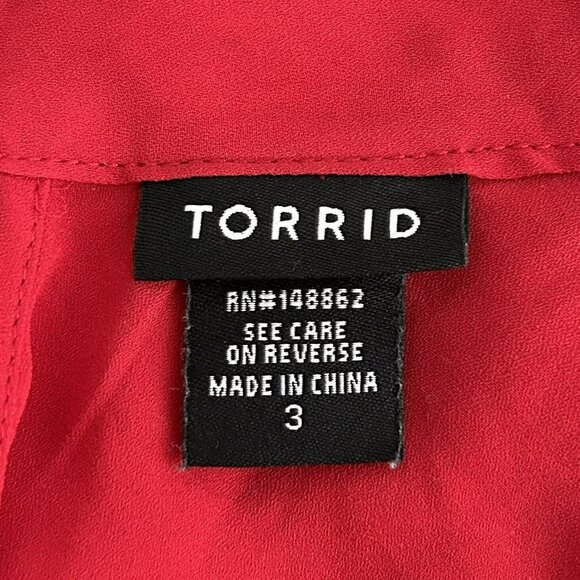 TORRID
RN#148862
SEE CARE
ON REVERSE
MADE IN CHINA
3